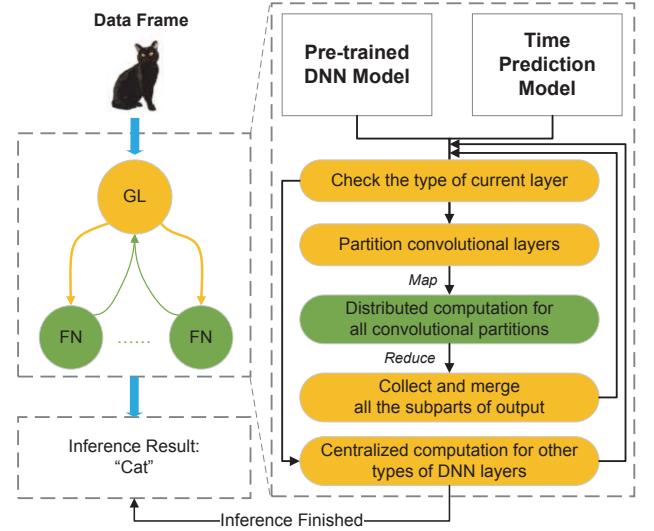 Data Frame
GL
FN
......
FN
Inference Result:
“Cat”
Pre-trained
DNN Model
Time
Prediction
Model
Check the type of current layer
Partition convolutional layers
Map
Distributed computation for
all convolutional partitions
Reduce
Collect and merge
all the subparts of output
Centralized computation for other
types of DNN layers
Inference Finished